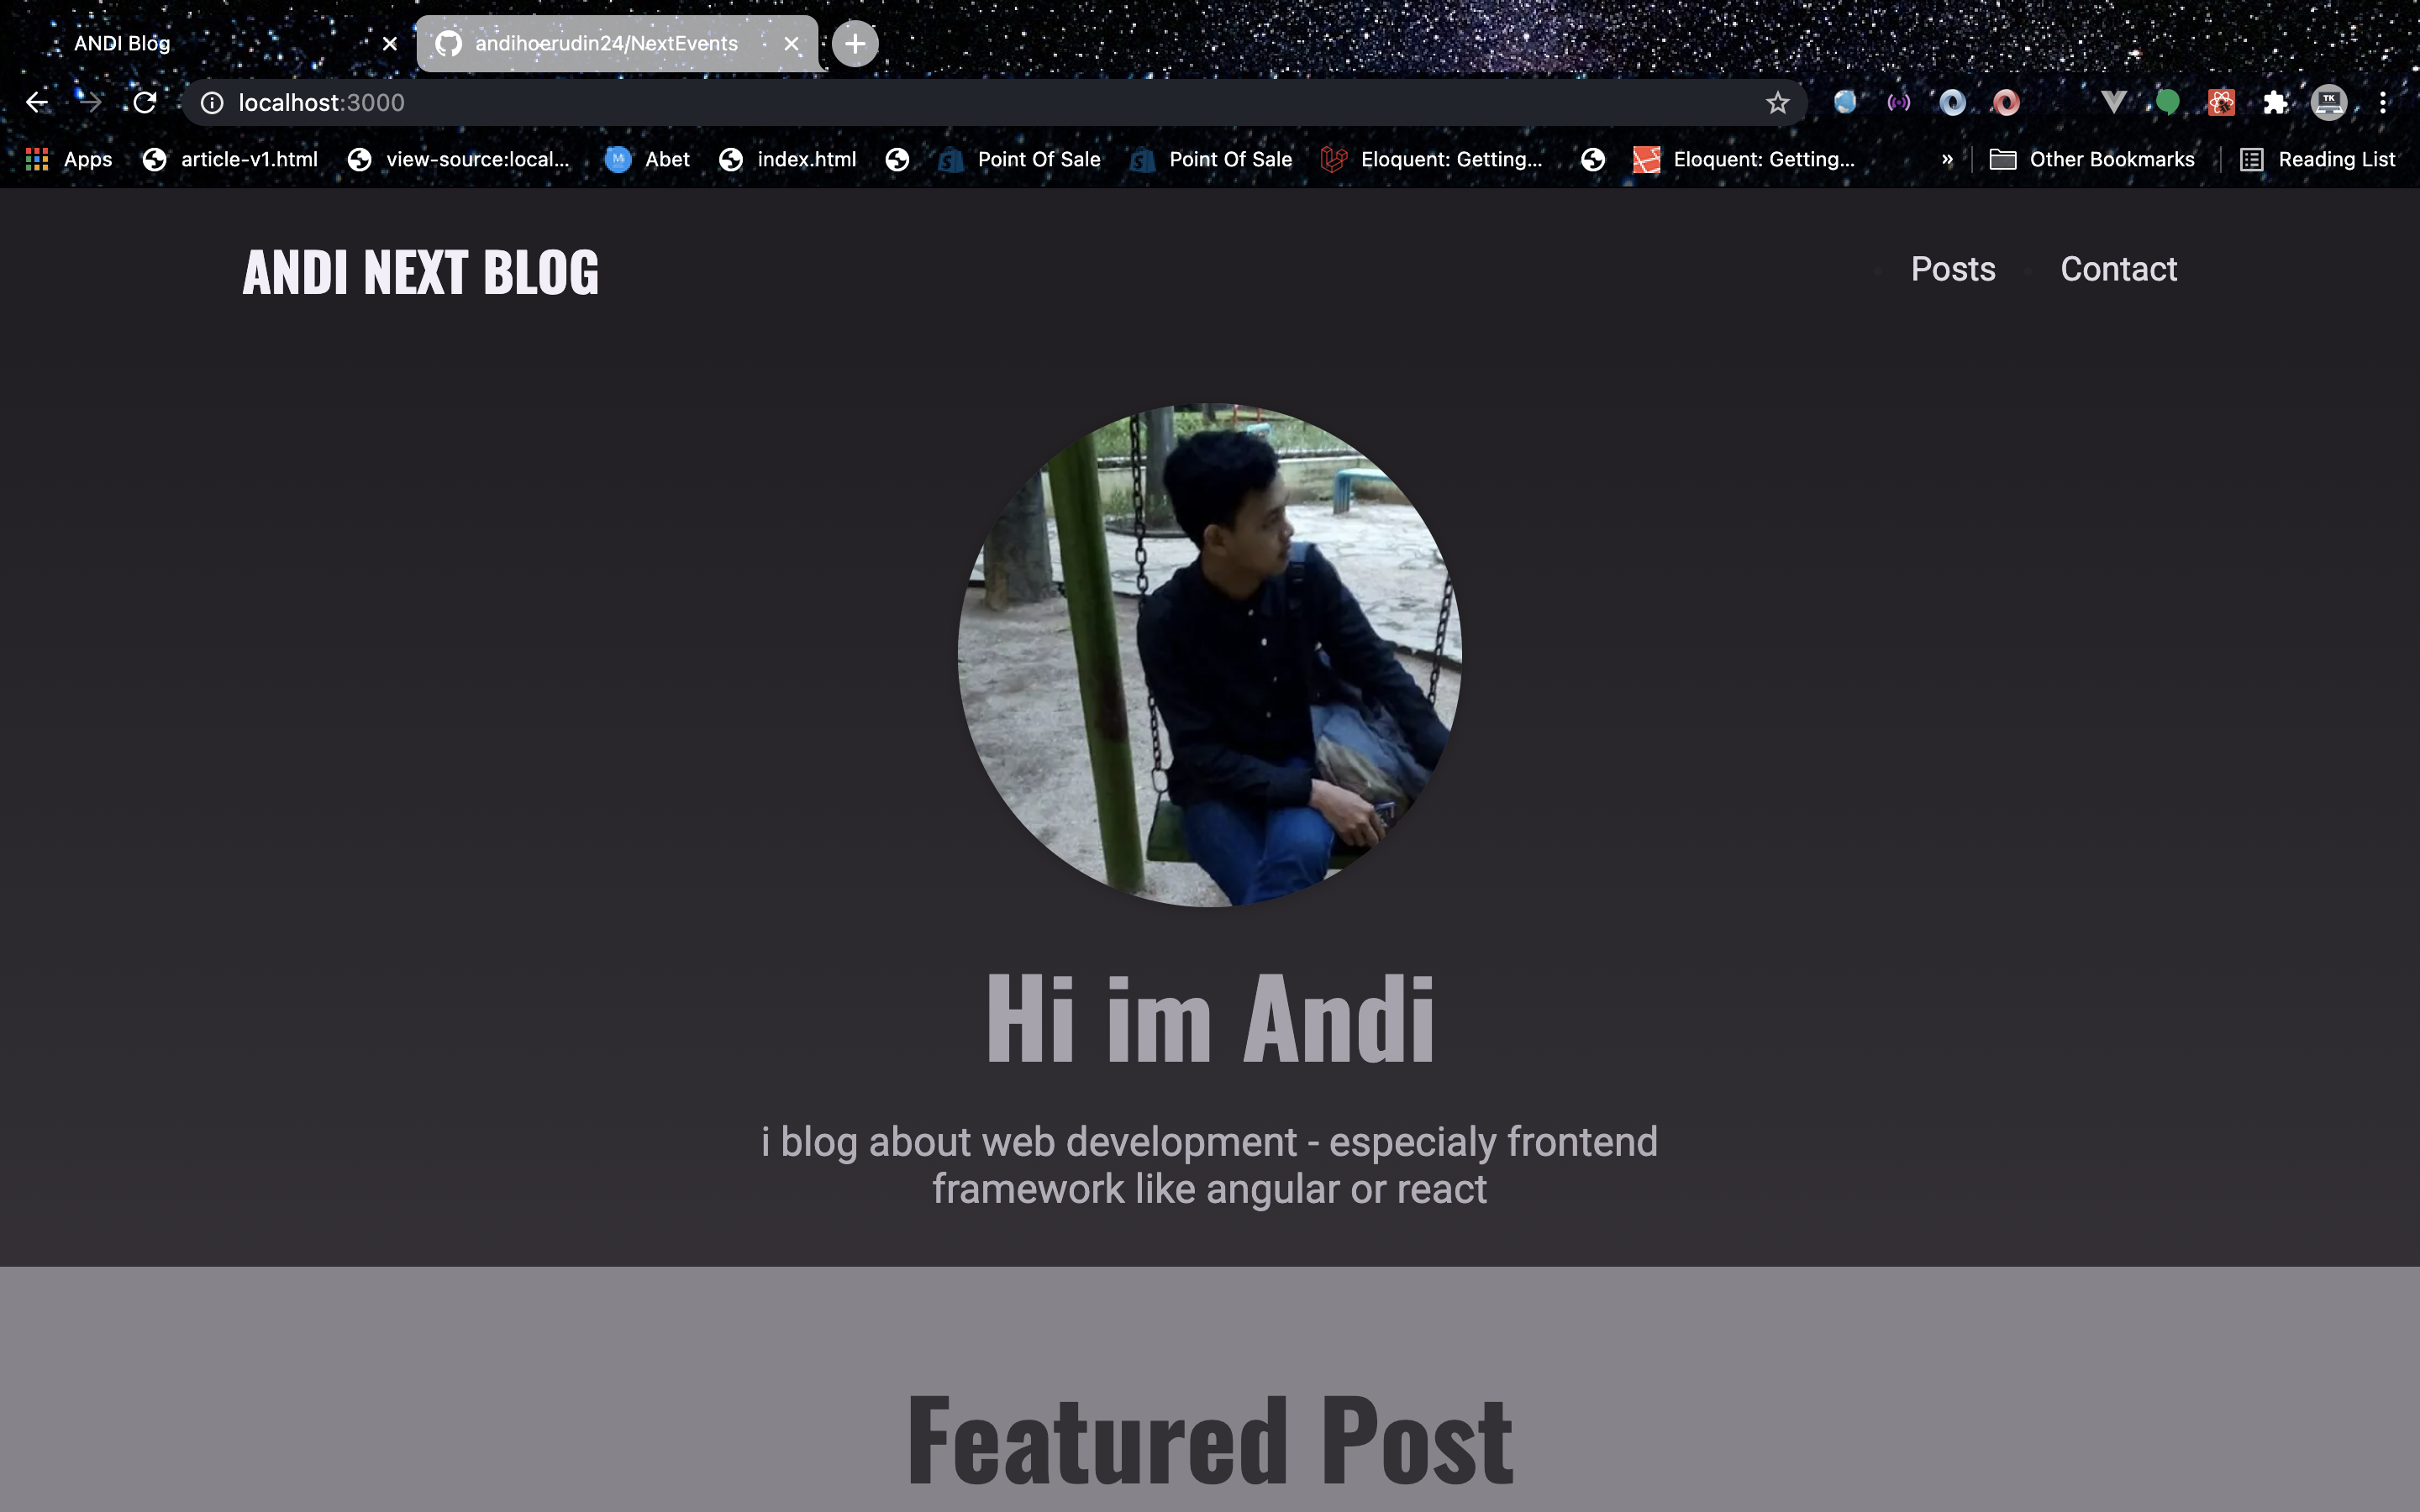 ANDI Blog
andihoerudin24/NextEvents
localhost:3000
Apps article-v1.html view-source:local... Abet index.html Point Of Sale Point Of Sale Eloquent: Getting... Eloquent: Getting... » Other Bookmarks Reading List
ANDI NEXT BLOG
Posts Contact
Hi im Andi
i blog about web development - especialy frontend
framework like angular or react
Featured Post